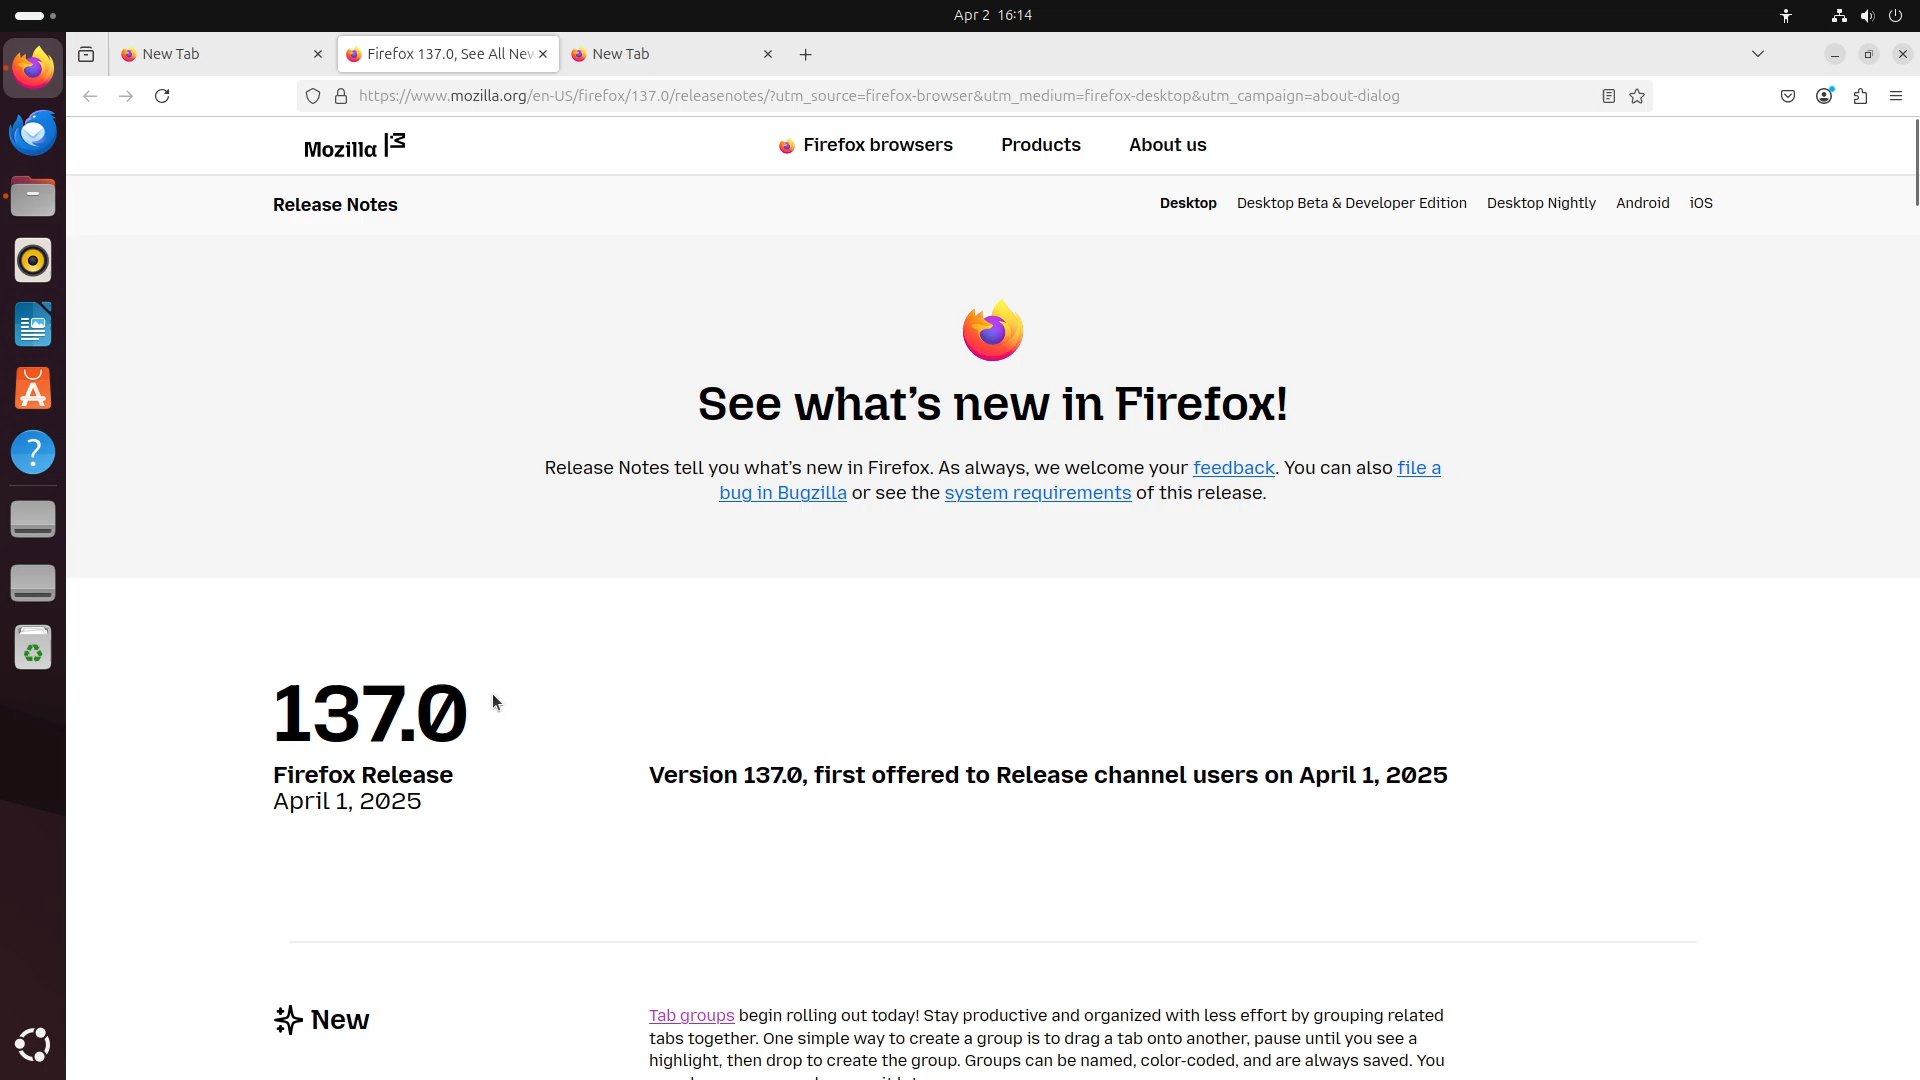 Apr 2 16:14
New Tab
Firefox 137.0, See All New
New Tab
https://www.mozilla.org/en-US/firefox/137.0/releasenotes/?utm_source=firefox-browser&utm_medium=firefox-desktop&utm_campaign=about-dialog
Mozilla
Firefox browsers
Products
About us
Release Notes
Desktop
Desktop Beta & Developer Edition
Desktop Nightly
Android
iOS
See what's new in Firefox!
Release Notes tell you what's new in Firefox. As always, we welcome your feedback. You can also file a
bug in Bugzilla or see the system requirements of this release.
137.0
Firefox Release
April 1, 2025
Version 137.0, first offered to Release channel users on April 1, 2025
New
Tab groups begin rolling out today! Stay productive and organized with less effort by grouping related
tabs together. One simple way to create a group is to drag a tab onto another, pause until you see a
highlight, then drop to create the group. Groups can be named, color-coded, and are always saved. You